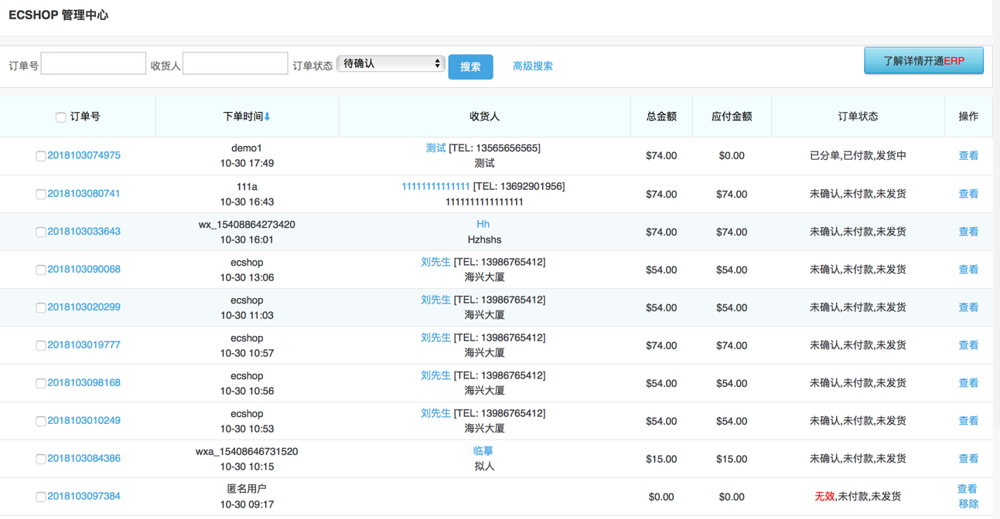 ECSHOP 管理中心
订单号 收货人 订单状态 待确认 搜索 高级搜索 了解详情开通ERP
订单号 下单时间 收货人 总金额 应付金额 订单状态 操作
2018103074975 demo1 测试 [TEL: 13565656565] $74.00 $0.00 已分单,已付款,发货中 查看
10-30 17:49 测试
2018103080741 111a 11111111111111 [TEL: 13692901956] $74.00 $74.00 未确认,未付款,未发货 查看
10-30 16:43 1111111111111111
2018103033643 wx_15408864273420 Hh $74.00 $74.00 未确认,未付款,未发货 查看
10-30 16:01 Hzhshs
2018103090068 ecshop 刘先生 [TEL: 13986765412] $54.00 $54.00 未确认,未付款,未发货 查看
10-30 13:06 海兴大厦
2018103020299 ecshop 刘先生 [TEL: 13986765412] $54.00 $54.00 未确认,未付款,未发货 查看
10-30 11:03 海兴大厦
2018103019777 ecshop 刘先生 [TEL: 13986765412] $74.00 $74.00 未确认,未付款,未发货 查看
10-30 10:57 海兴大厦
2018103098168 ecshop 刘先生 [TEL: 13986765412] $54.00 $54.00 未确认,未付款,未发货 查看
10-30 10:56 海兴大厦
2018103010249 ecshop 刘先生 [TEL: 13986765412] $54.00 $54.00 未确认,未付款,未发货 查看
10-30 10:53 海兴大厦
2018103084386 wxa_15408646731520 临摹 $15.00 $15.00 未确认,未付款,未发货 查看
10-30 10:15 拟人
2018103097384 匿名用户 $0.00 $0.00 无效,未付款,未发货 查看
10-30 09:17 移除